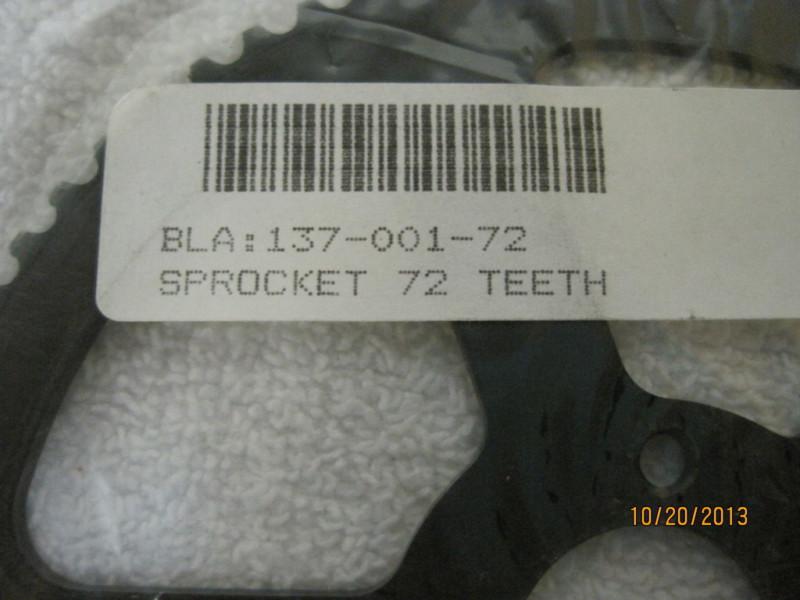 BLA:137-001-72
SPROCKET 72 TEETH
10/20/2013